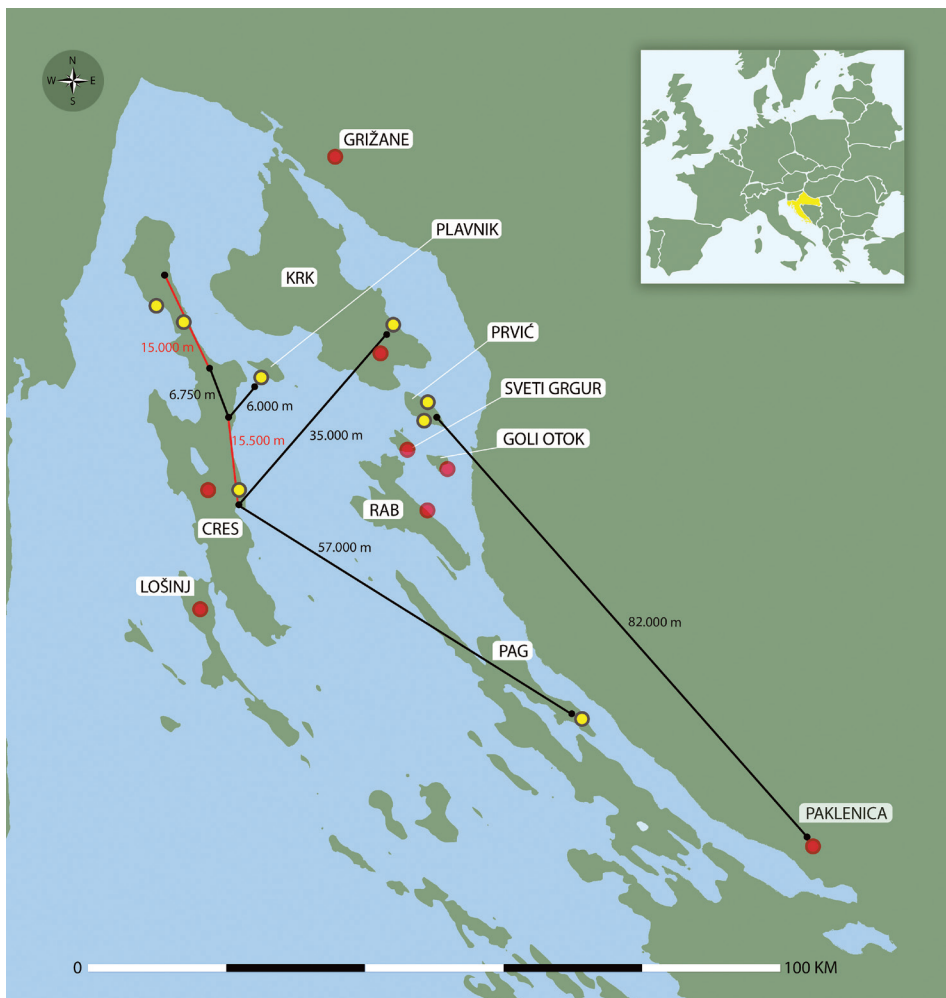 N
W E
S
GRIŽANE
PLAVNIK
KRK
PRVIĆ
15.000 m
SVETI GRGUR
6.750 m
6.000 m
15.500 m
35.000 m
GOLI OTOK
RAB
CRES
57.000 m
LOŠINJ
82.000 m
PAG
PAKLENICA
0
100 KM